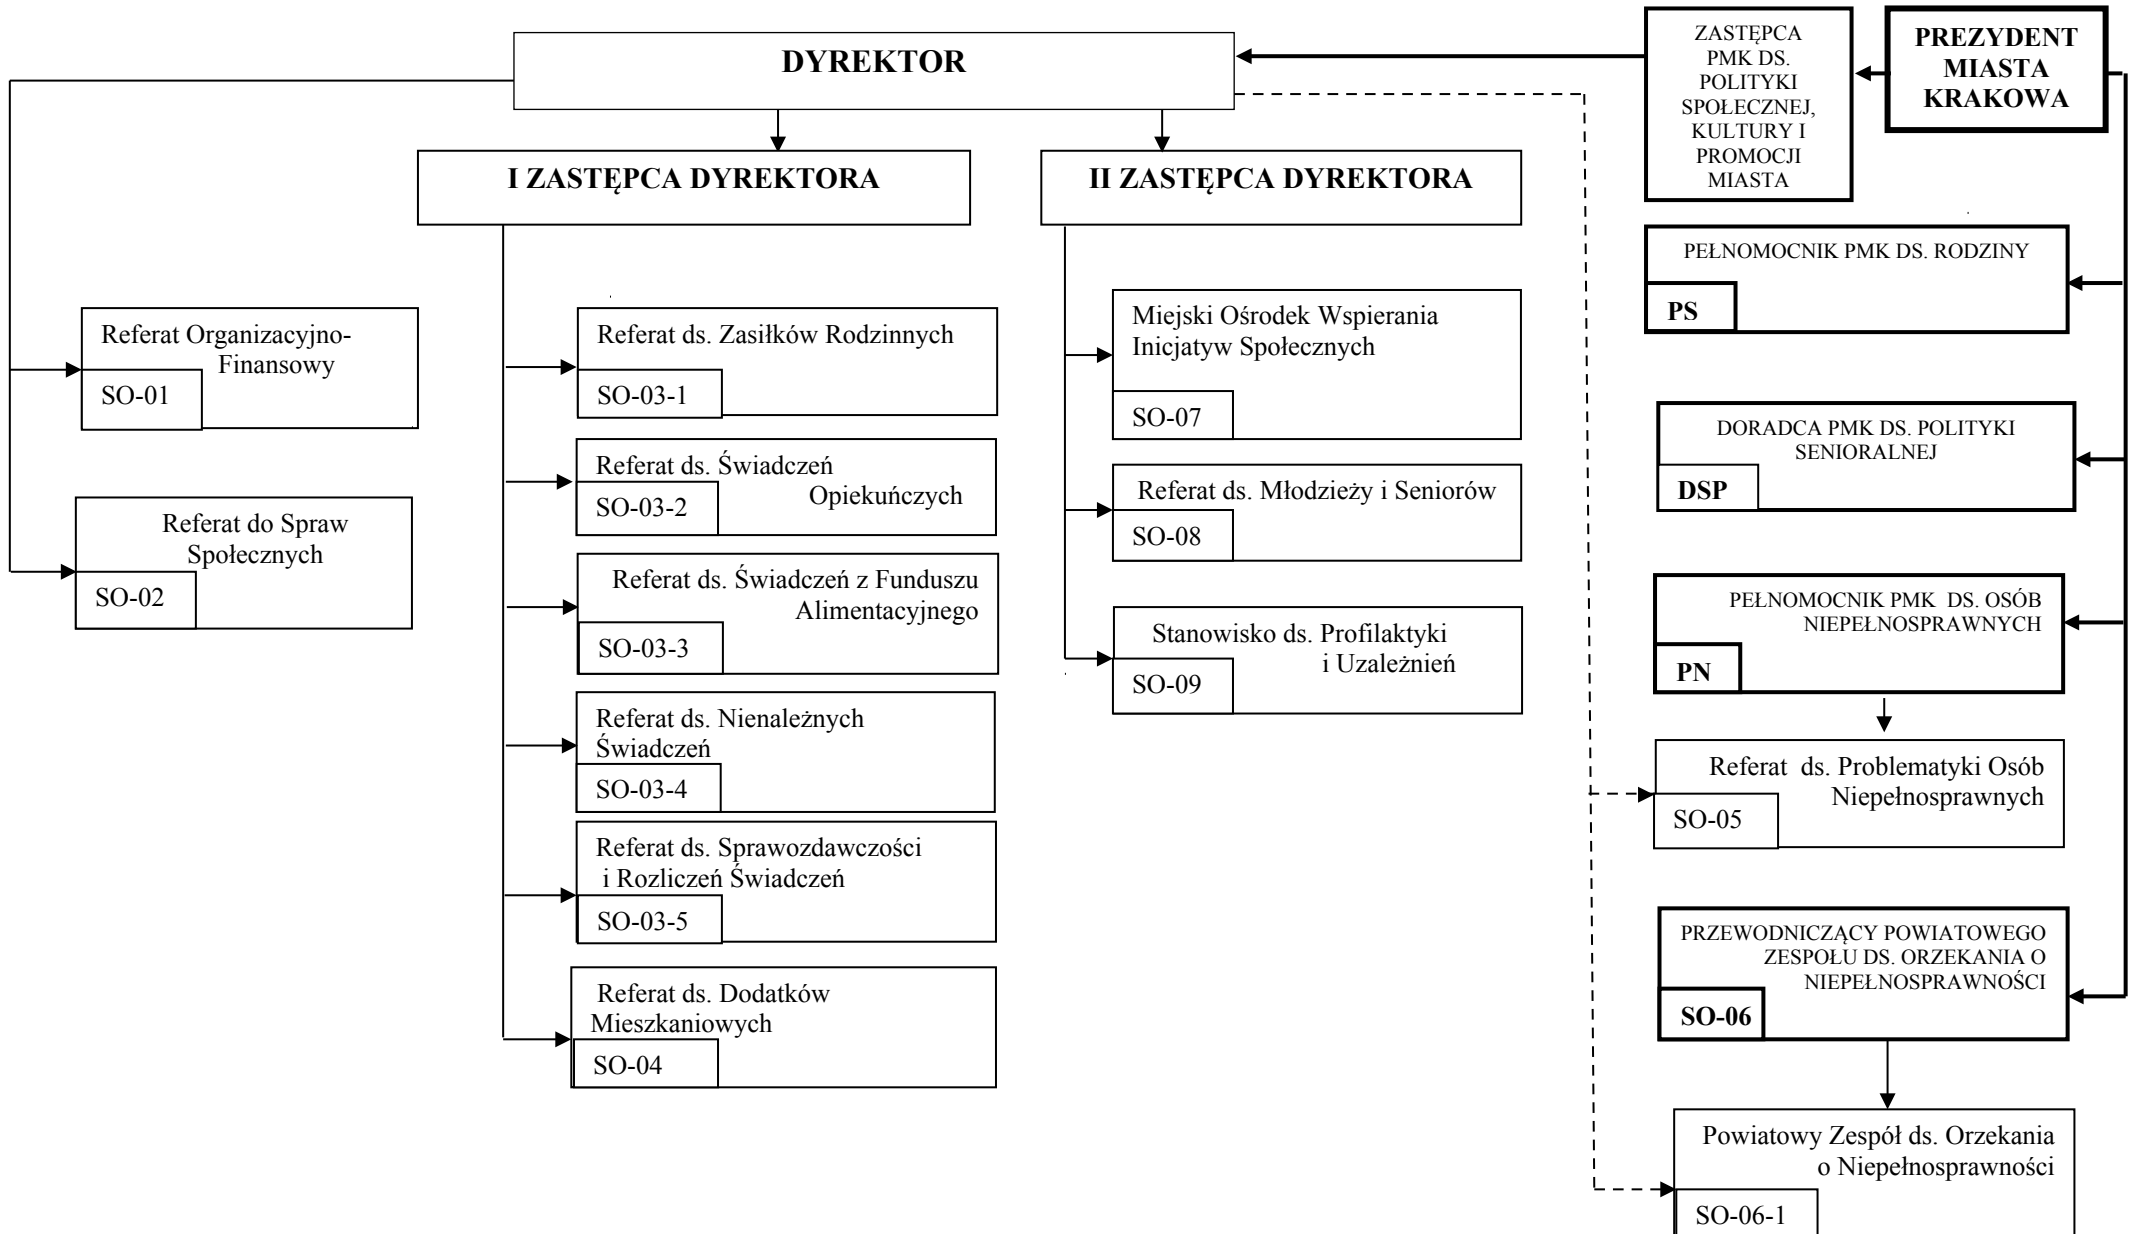 DYREKTOR
ZASTĘPCA
PMK DS.
POLITYKI
SPOŁECZNEJ,
KULTURY I
PROMOCJI
MIASTA
PREZYDENT
MIASTA
KRAKOWA
I ZASTĘPCA DYREKTORA
II ZASTĘPCA DYREKTORA
Referat Organizacyjno-
Finansowy
SO-01
Referat do Spraw
Społecznych
SO-02
Referat ds. Zasiłków Rodzinnych
SO-03-1
Referat ds. Świadczeń
Opiekuńczych
SO-03-2
Referat ds. Świadczeń z Funduszu
Alimentacyjnego
SO-03-3
Referat ds. Nienależnych
Świadczeń
SO-03-4
Referat ds. Sprawozdawczości
i Rozliczeń Świadczeń
SO-03-5
Referat ds. Dodatków
Mieszkaniowych
SO-04
Miejski Ośrodek Wspierania
Inicjatyw Społecznych
SO-07
Referat ds. Młodzieży i Seniorów
SO-08
Stanowisko ds. Profilaktyki
i Uzależnień
SO-09
PEŁNOMOCNIK PMK DS. RODZINY
PS
DORADCA PMK DS. POLITYKI
SENIORALNEJ
DSP
PEŁNOMOCNIK PMK DS. OSÓB
NIEPEŁNOSPRAWNYCH
PN
Referat ds. Problematyki Osób
Niepełnosprawnych
SO-05
PRZEWODNICZĄCY POWIATOWEGO
ZESPOŁU DS. ORZEKANIA O
NIEPEŁNOSPRAWNOŚCI
SO-06
Powiatowy Zespół ds. Orzekania
o Niepełnosprawności
SO-06-1